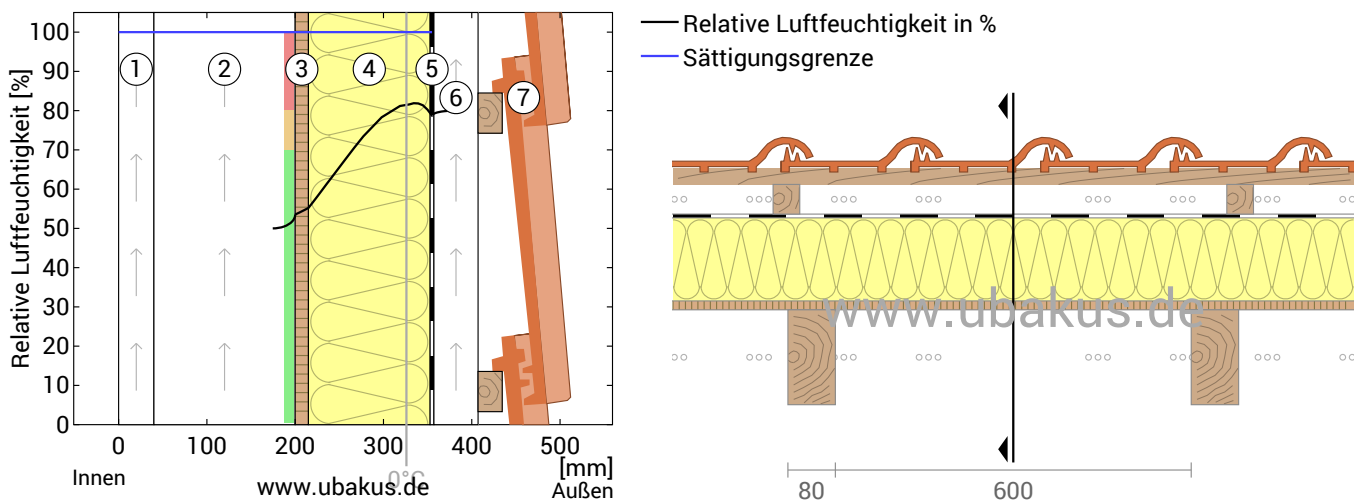 Relative Luftfeuchtigkeit [%]
100
90
80
70
60
50
40
30
20
10
0
1
2
3
4
5
6
7
0 100 200 300 400 500
[mm]
0°C
Innen
www.ubakus.de
Außen
Relative Luftfeuchtigkeit in %
Sättigungsgrenze
www.ubakus.de
80
600